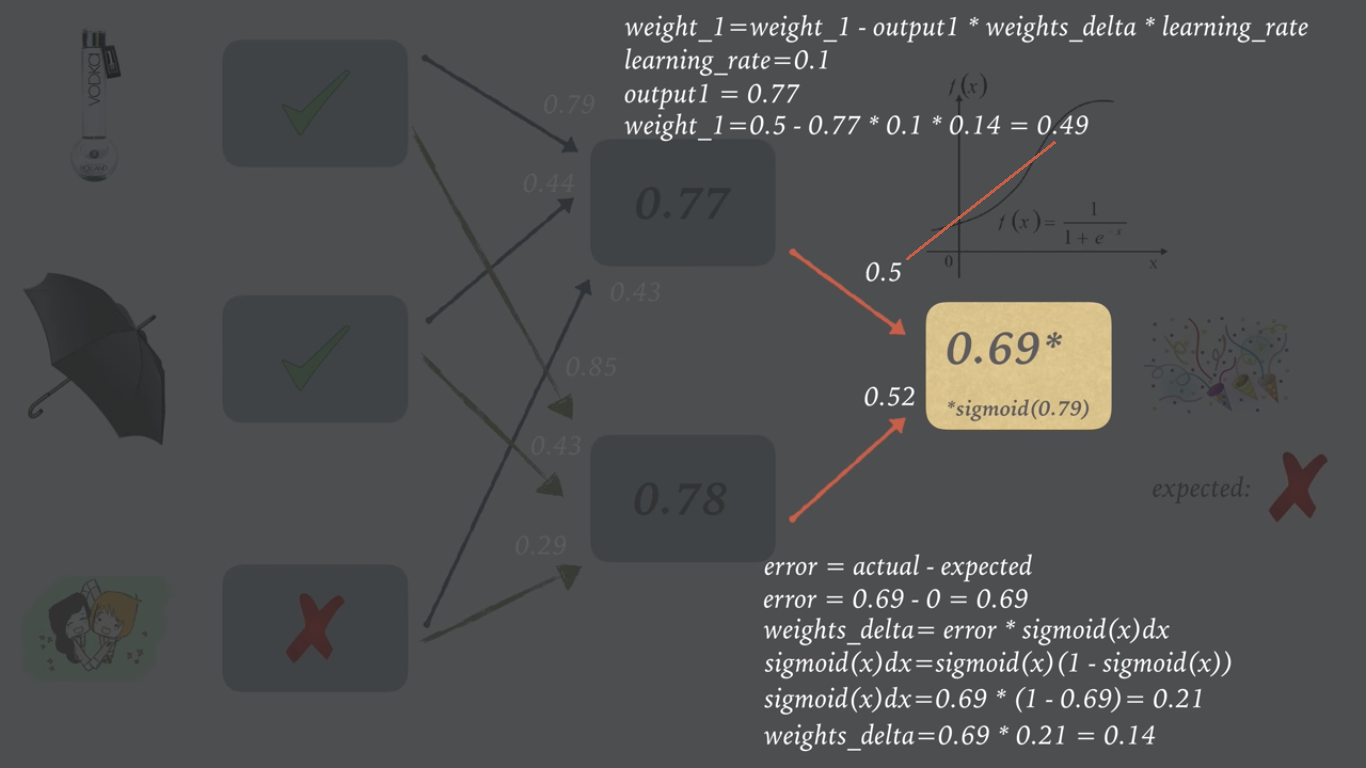 weight_1=weight_1 - output1 * weights_delta * learning_rate
learning_rate=0.1
output1 = 0.77
weight_1=0.5 - 0.77 * 0.1 * 0.14 = 0.49
VODKA
f(x)
0.79
0.44
0.77
f(x)= 1 / 1 + e^-x
0
x
0.5
0.43
0.69*
*sigmoid(0.79)
0.85
0.52
0.43
expected:
0.78
0.29
error = actual - expected
error = 0.69 - 0 = 0.69
weights_delta= error * sigmoid(x)dx
sigmoid(x)dx=sigmoid(x)(1 - sigmoid(x))
sigmoid(x)dx=0.69 * (1 - 0.69)= 0.21
weights_delta=0.69 * 0.21 = 0.14